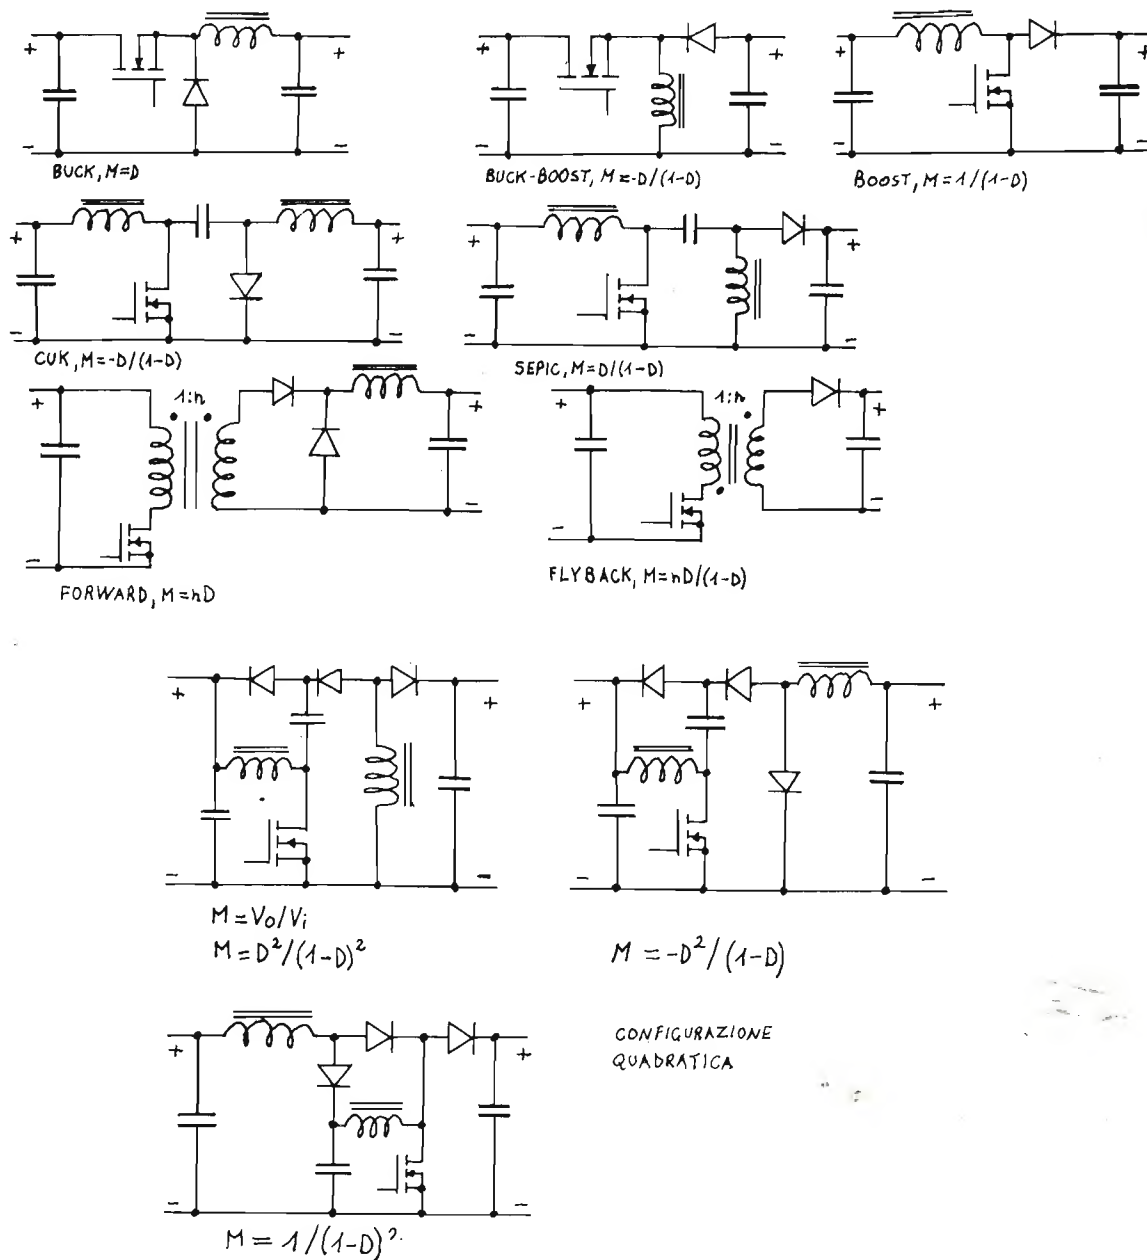 BUCK, M=D
BUCK-BOOST, M=-D/(1-D)
BOOST, M=1/(1-D)
CUK, M=-D/(1-D)
SEPIC, M=D/(1-D)
1:n
1:n
FORWARD, M=nD
FLYBACK, M=nD/(1-D)
M=Vo/Vi
M=D²/(1-D)²
M=-D²/(1-D)
CONFIGURAZIONE
QUADRATICA
M=1/(1-D)²